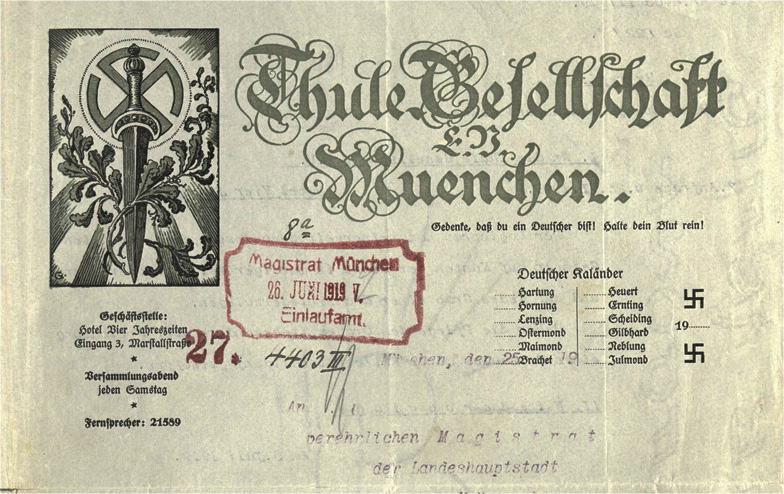 Thule-Gesellschaft
E.V.
Muenchen.
Gedenke, daß du ein Deutscher bist! Halte dein Blut rein!
8a
Magistrat München
26. JUNI 1919 V.
Einlaufamt.
27.
4403 III
Geschäftsstelle:
Hotel Vier Jahreszeiten
Eingang 3, Marstallstraße
Versammlungsabend
jeden Samstag
Fernsprecher: 21589
Deutscher Kaländer
Hartung Heuert
Hornung Ernting
Lenzing Scheiding
Ostermond Gilbhard
Maimond Neblung
Brachet Julmond
19
München, den 25 19
An
verehrlichen Magistrat
der Landeshauptstadt